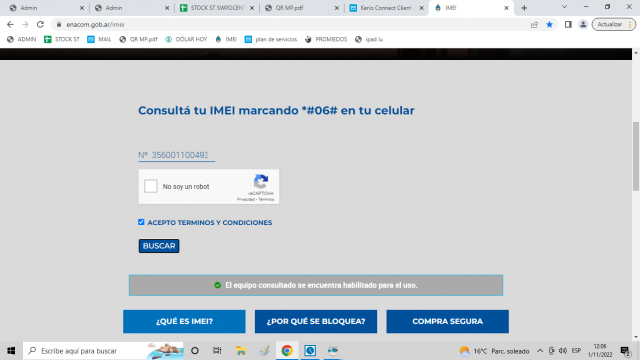 Admin
Admin
STOCK ST SWPOCEN
QR MP.pdf
Kerio Connect Client
IMEI
enacom.gob.ar/imei
Actualizar
ADMIN
STOCK ST
MAIL
QR MP.pdf
DÓLAR HOY
IMEI
plan de servicios
PROMIEDOS
ipad lu
Consultá tu IMEI marcando *#06# en tu celular
Nº 35600110049
No soy un robot
reCAPTCHA
Privacidad - Términos
ACEPTO TERMINOS Y CONDICIONES
BUSCAR
El equipo consultado se encuentra habilitado para el uso.
¿QUÉ ES IMEI?
¿POR QUÉ SE BLOQUEA?
COMPRA SEGURA
Escribe aquí para buscar
16°C Parc. soleado
ESP
12:06
1/11/2022